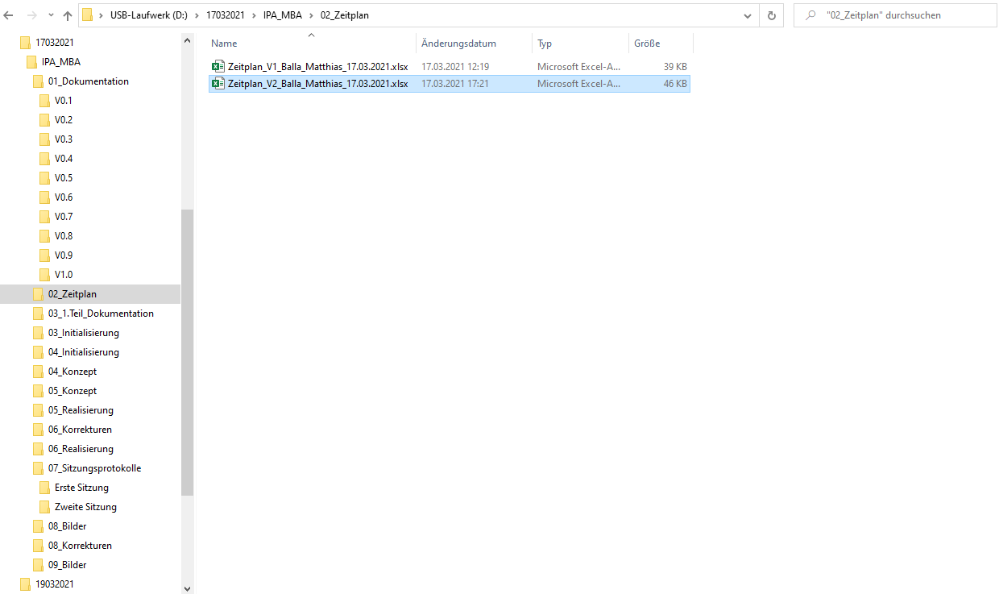 USB-Laufwerk (D:) > 17032021 > IPA_MBA > 02_Zeitplan
"02_Zeitplan" durchsuchen
17032021
IPA_MBA
01_Dokumentation
V0.1
V0.2
V0.3
V0.4
V0.5
V0.6
V0.7
V0.8
V0.9
V1.0
02_Zeitplan
03_1.Teil_Dokumentation
03_Initialisierung
04_Initialisierung
04_Konzept
05_Konzept
05_Realisierung
06_Korrekturen
06_Realisierung
07_Sitzungsprotokolle
Erste Sitzung
Zweite Sitzung
08_Bilder
08_Korrekturen
09_Bilder
19032021
Name Änderungsdatum Typ Größe
Zeitplan_V1_Balla_Matthias_17.03.2021.xlsx 17.03.2021 12:19 Microsoft Excel-A... 39 KB
Zeitplan_V2_Balla_Matthias_17.03.2021.xlsx 17.03.2021 17:21 Microsoft Excel-A... 46 KB